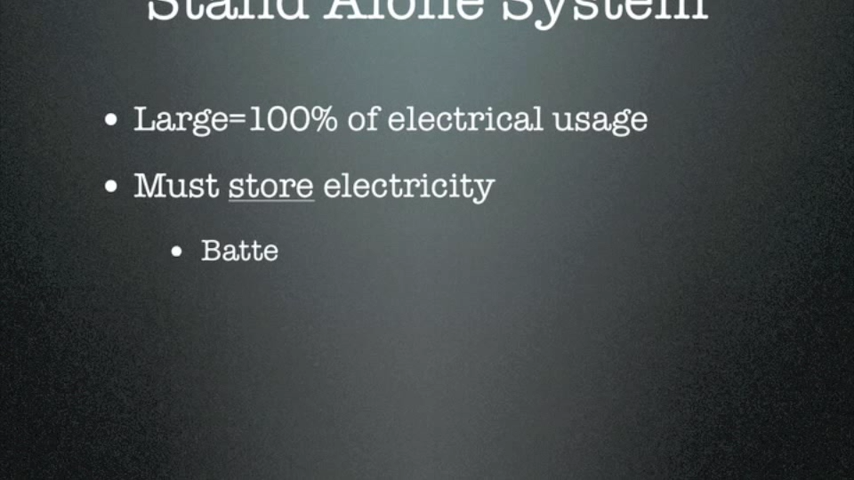 Stand Alone System
• Large=100% of electrical usage
• Must store electricity
• Batte